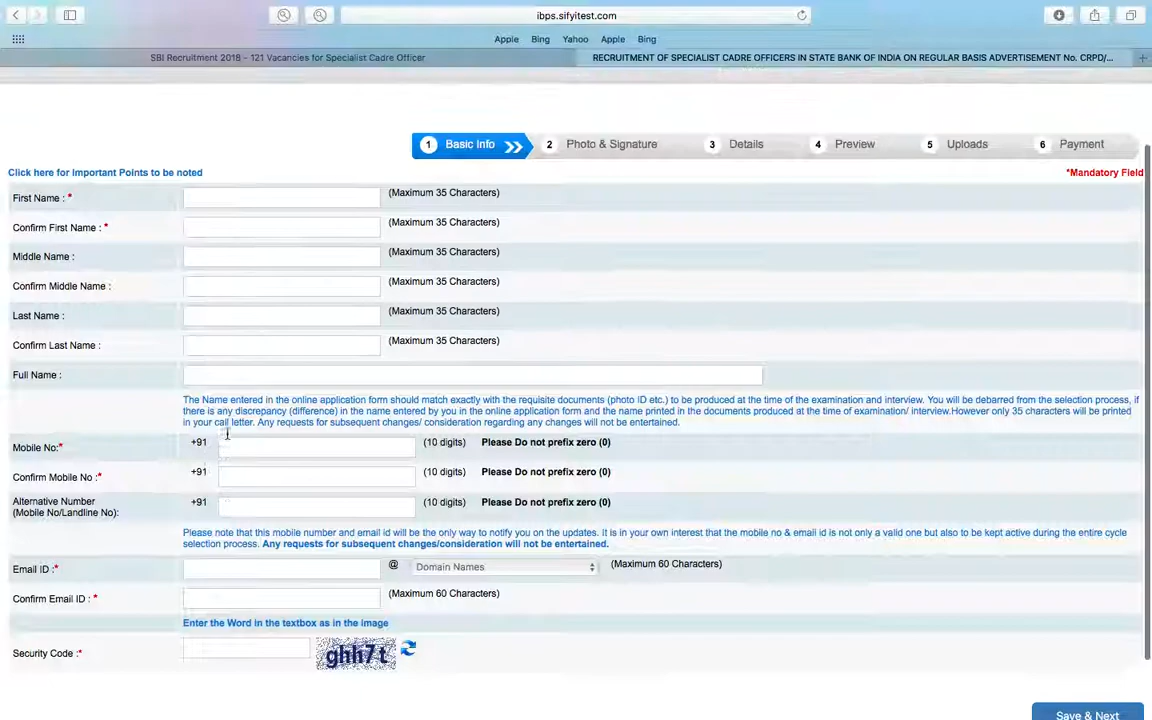 ibps.sifyitest.com
Apple Bing Yahoo Apple Bing
SBI Recruitment 2018 - 121 Vacancies for Specialist Cadre Officer
RECRUITMENT OF SPECIALIST CADRE OFFICERS IN STATE BANK OF INDIA ON REGULAR BASIS ADVERTISEMENT No. CRPD/...
1 Basic Info 2 Photo & Signature 3 Details 4 Preview 5 Uploads 6 Payment
Click here for Important Points to be noted
*Mandatory Field
First Name : * (Maximum 35 Characters)
Confirm First Name : * (Maximum 35 Characters)
Middle Name : (Maximum 35 Characters)
Confirm Middle Name : (Maximum 35 Characters)
Last Name : (Maximum 35 Characters)
Confirm Last Name : (Maximum 35 Characters)
Full Name :
The Name entered in the online application form should match exactly with the requisite documents (photo ID etc.) to be produced at the time of the examination and interview. You will be debarred from the selection process, if
there is any discrepancy (difference) in the name entered by you in the online application form and the name printed in the documents produced at the time of examination/ interview.However only 35 characters will be printed
in your call letter. Any requests for subsequent changes/ consideration regarding any changes will not be entertained.
Mobile No:* +91 (10 digits) Please Do not prefix zero (0)
Confirm Mobile No :* +91 (10 digits) Please Do not prefix zero (0)
Alternative Number +91 (10 digits) Please Do not prefix zero (0)
(Mobile No/Landline No):
Please note that this mobile number and email id will be the only way to notify you on the updates. It is in your own interest that the mobile no & email id is not only a valid one but also to be kept active during the entire cycle
selection process. Any requests for subsequent changes/consideration will not be entertained.
Email ID :* @ Domain Names (Maximum 60 Characters)
Confirm Email ID : * (Maximum 60 Characters)
Enter the Word in the textbox as in the image
Security Code :* ghh7t
Save & Next